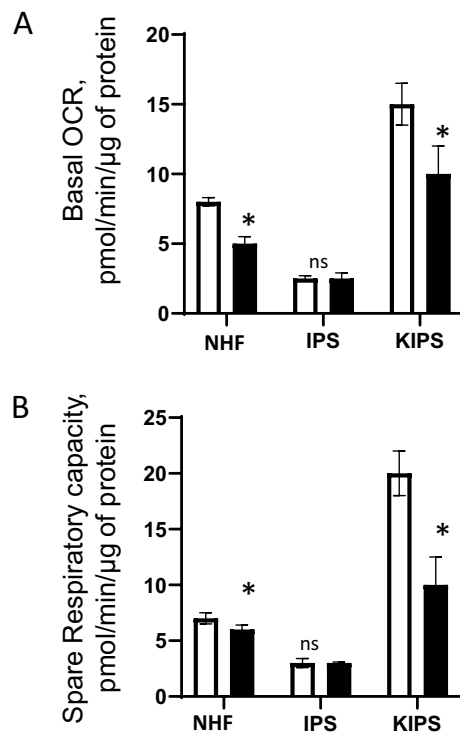 A
Basal OCR,
pmol/min/µg of protein
20
15
10
5
0
*
ns
*
NHF IPS KIPS
B
Spare Respiratory capacity,
pmol/min/µg of protein
25
20
15
10
5
0
*
ns
*
NHF IPS KIPS